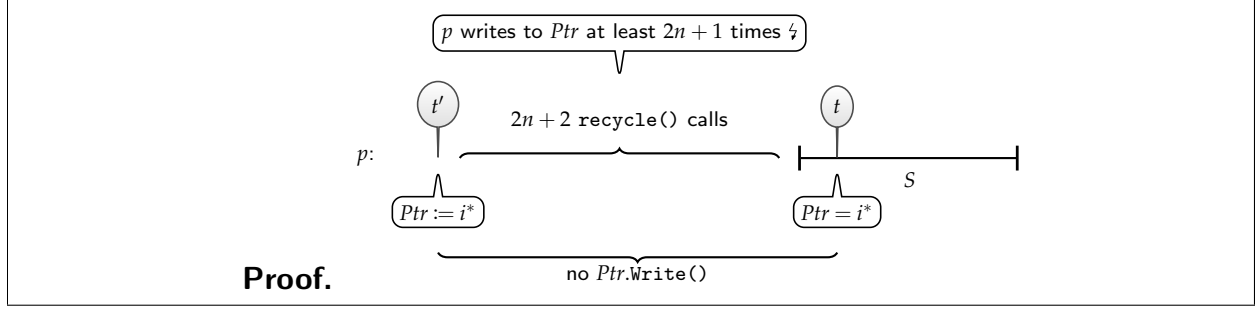 p writes to Ptr at least 2n + 1 times ↯
t′
t
2n + 2 recycle() calls
p:
S
Ptr := i*
Ptr = i*
Proof.
no Ptr.Write()